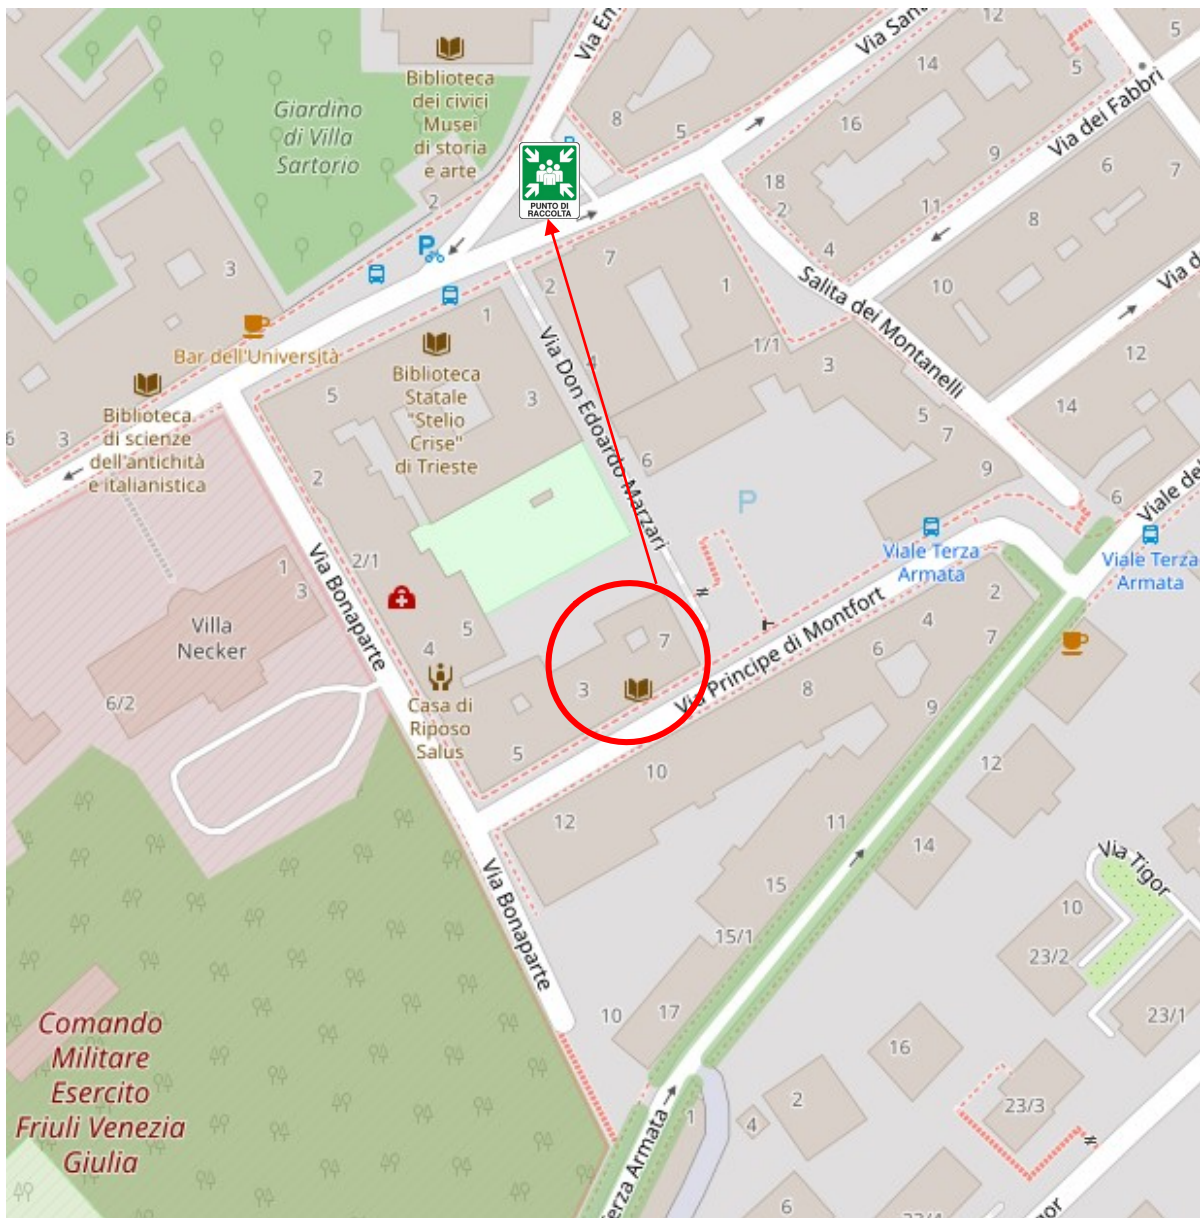 Via Em
Via San
12
5
14
5
Via dei Fabbri
Biblioteca
dei civici
Musei
di storia
e arte
Giardino
di Villa
Sartorio
8
5
16
9
6
7
PUNTO DI
RACCOLTA
18
2
2
11
8
4
3
P
7
2
1
Salita dei Montanelli
10
Via d
1
Bar dell'Università
Biblioteca
Statale
"Stelio
Crise"
di Trieste
Via Don Edoardo Marzari
1/1
3
12
5
3
4
14
Biblioteca
di scienze
dell'antichità
e italianistica
6
3
5
7
2
6
9
6
Viale del
P
Viale Terza
Armata
Viale Terza
Armata
2/1
Via Bonaparte
1
3
Villa
Necker
5
4
7
Via Principe di Montfort
4
2
7
6
6/2
Casa di
Riposo
Salus
3
8
9
5
10
12
12
11
14
Via Tigor
Via Bonaparte
15
10
15/1
23/2
10
17
23/1
Comando
Militare
Esercito
Friuli Venezia
Giulia
16
2
23/3
1
4
Terza Armata
6
23/4
gor